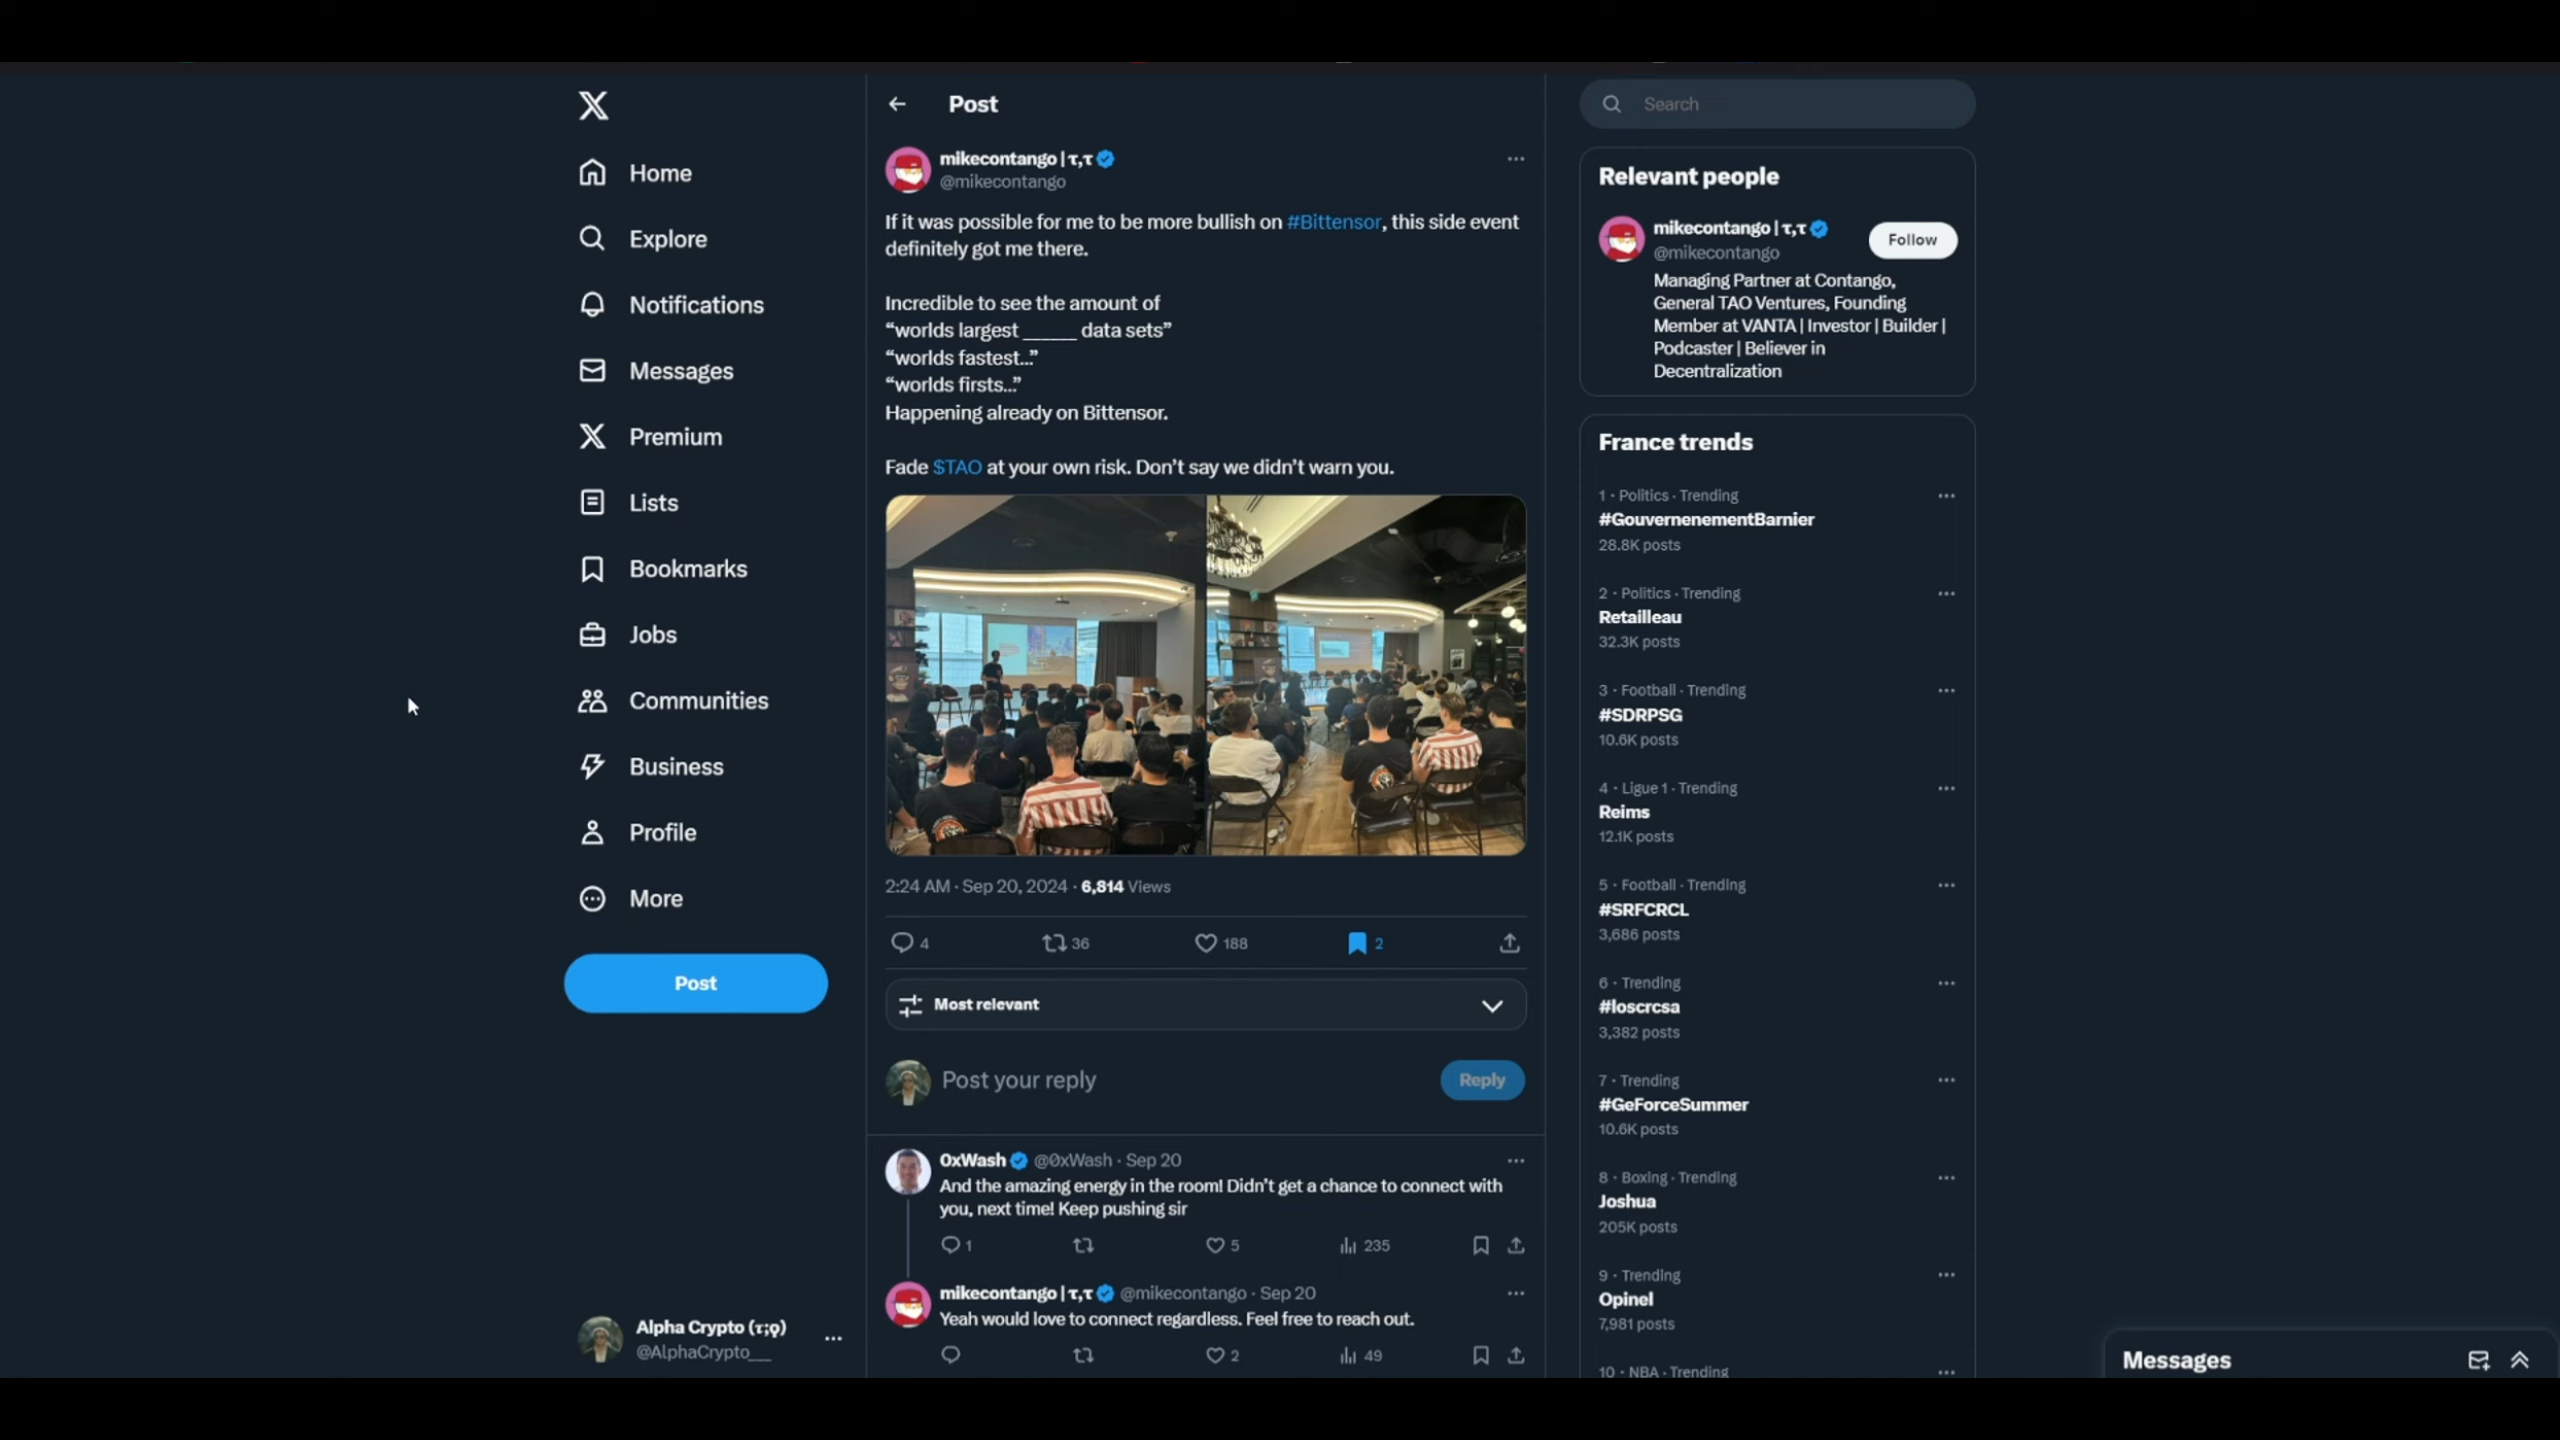 Home
Explore
Notifications
Messages
Premium
Lists
Bookmarks
Jobs
Communities
Business
Profile
More
Post
Alpha Crypto (τ;ϙ)
@AlphaCrypto___
Post
mikecontango | τ,τ
@mikecontango
If it was possible for me to be more bullish on #Bittensor, this side event
definitely got me there.
Incredible to see the amount of
“worlds largest ______ data sets”
“worlds fastest…”
“worlds firsts…”
Happening already on Bittensor.
Fade $TAO at your own risk. Don’t say we didn’t warn you.
2:24 AM · Sep 20, 2024 · 6,814 Views
4 36 188 2
Most relevant
Post your reply
Reply
0xWash @0xWash · Sep 20
And the amazing energy in the room! Didn’t get a chance to connect with
you, next time! Keep pushing sir
1 5 235
mikecontango | τ,τ @mikecontango · Sep 20
Yeah would love to connect regardless. Feel free to reach out.
2 49
Search
Relevant people
mikecontango | τ,τ
@mikecontango
Follow
Managing Partner at Contango,
General TAO Ventures, Founding
Member at VANTA | Investor | Builder |
Podcaster | Believer in
Decentralization
France trends
1 · Politics · Trending
#GouvernenementBarnier
28.8K posts
2 · Politics · Trending
Retailleau
32.3K posts
3 · Football · Trending
#SDRPSG
10.6K posts
4 · Ligue 1 · Trending
Reims
12.1K posts
5 · Football · Trending
#SRFCRCL
3,686 posts
6 · Trending
#loscrcsa
3,382 posts
7 · Trending
#GeForceSummer
10.6K posts
8 · Boxing · Trending
Joshua
205K posts
9 · Trending
Opinel
7,981 posts
10 · NBA · Trending
Messages